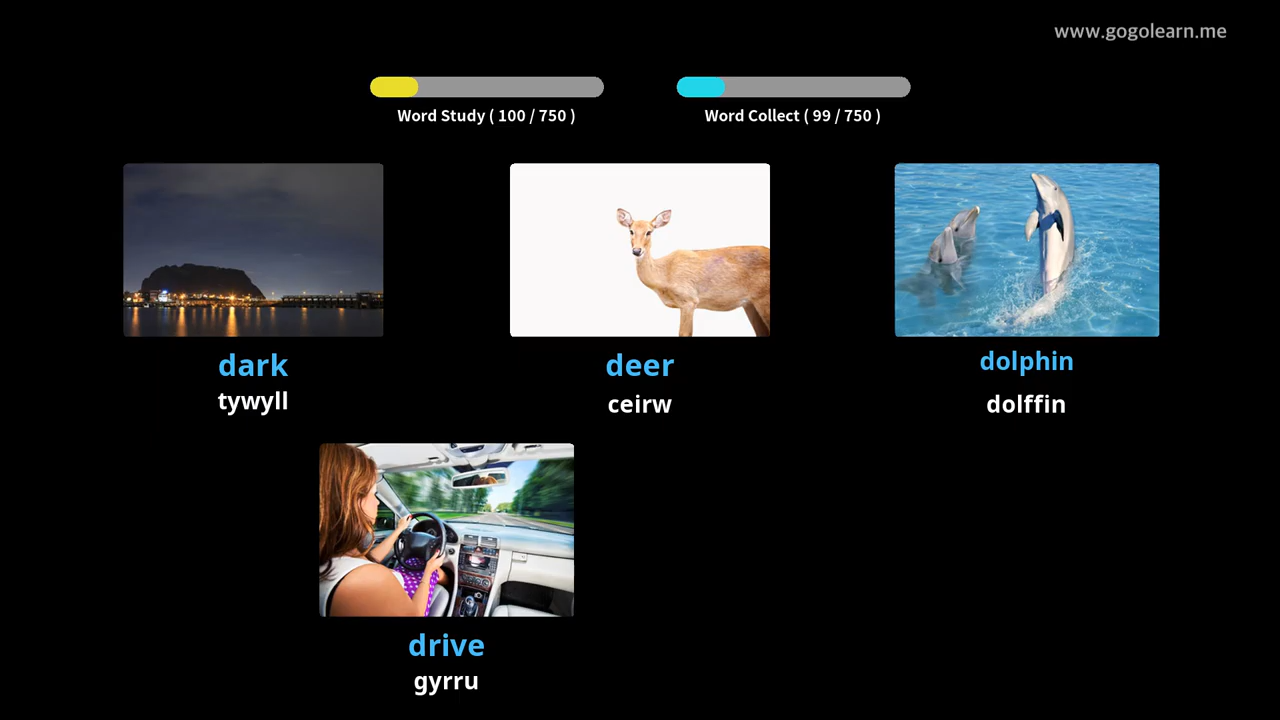 www.gogolearn.me
Word Study ( 100 / 750 )
Word Collect ( 99 / 750 )
dark
tywyll
deer
ceirw
dolphin
dolffin
drive
gyrru